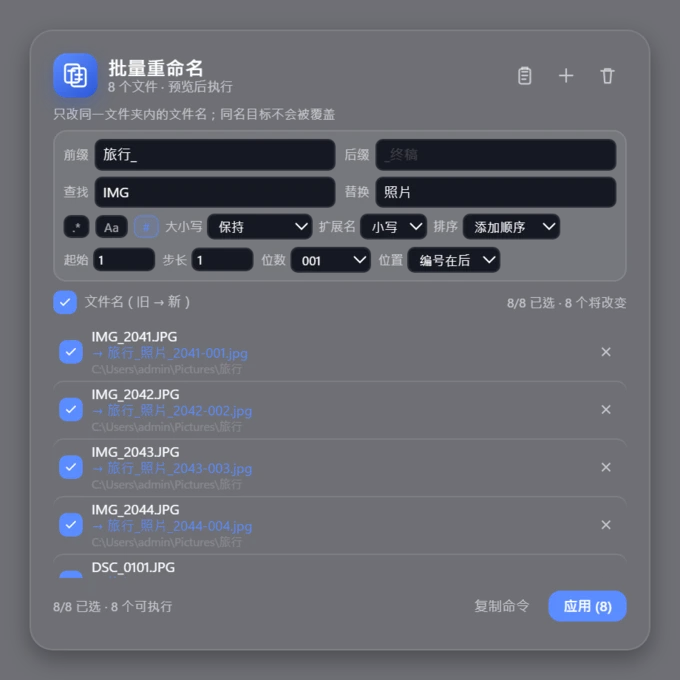 批量重命名
8 个文件 · 预览后执行
只改同一文件夹内的文件名；同名目标不会被覆盖
前缀 旅行_ 后缀 _终稿
查找 IMG 替换 照片
.* Aa # 大小写 保持 扩展名 小写 排序 添加顺序
起始 1 步长 1 位数 001 位置 编号在后
文件名 ( 旧 → 新 ) 8/8 已选 · 8 个将改变
IMG_2041.JPG
→ 旅行_照片_2041-001.jpg
C:\Users\admin\Pictures\旅行
IMG_2042.JPG
→ 旅行_照片_2042-002.jpg
C:\Users\admin\Pictures\旅行
IMG_2043.JPG
→ 旅行_照片_2043-003.jpg
C:\Users\admin\Pictures\旅行
IMG_2044.JPG
→ 旅行_照片_2044-004.jpg
C:\Users\admin\Pictures\旅行
DSC_0101.JPG
8/8 已选 · 8 个可执行 复制命令 应用 (8)